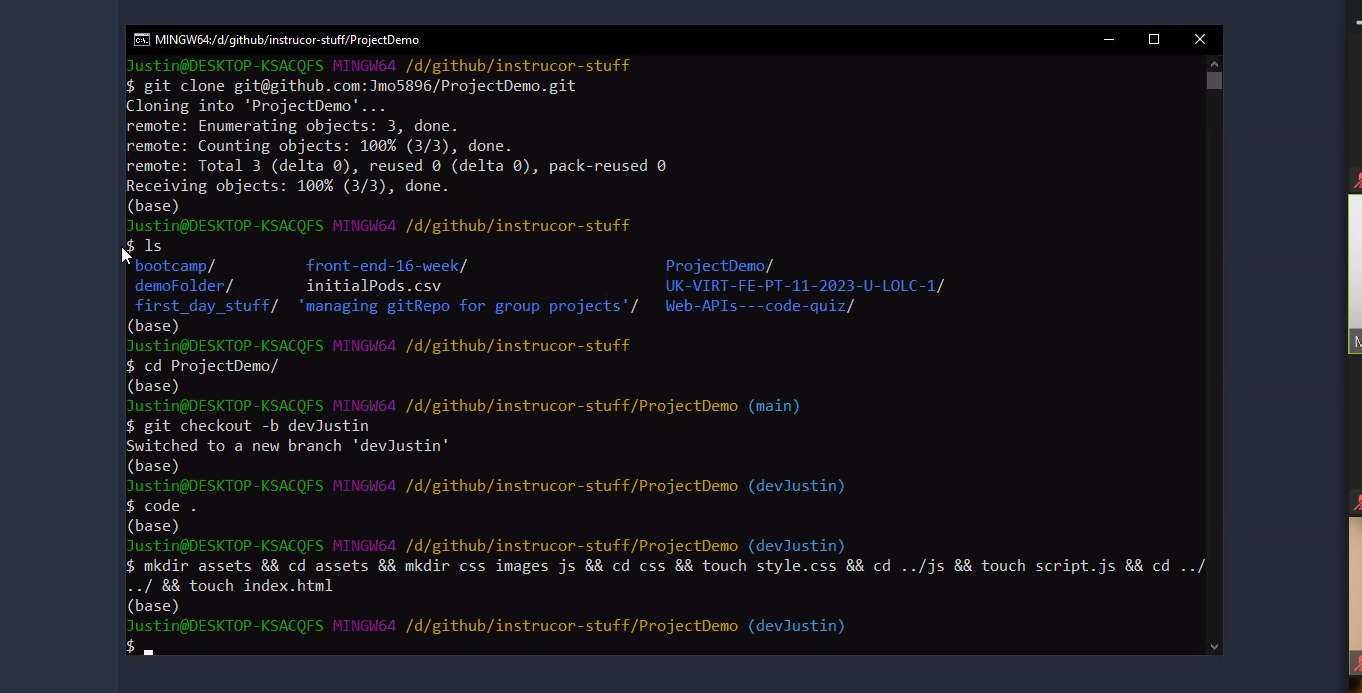 MINGW64:/d/github/instrucor-stuff/ProjectDemo
Justin@DESKTOP-KSACQFS MINGW64 /d/github/instrucor-stuff
$ git clone git@github.com:Jmo5896/ProjectDemo.git
Cloning into 'ProjectDemo'...
remote: Enumerating objects: 3, done.
remote: Counting objects: 100% (3/3), done.
remote: Total 3 (delta 0), reused 0 (delta 0), pack-reused 0
Receiving objects: 100% (3/3), done.
(base)
Justin@DESKTOP-KSACQFS MINGW64 /d/github/instrucor-stuff
$ ls
bootcamp/ front-end-16-week/ ProjectDemo/
demoFolder/ initialPods.csv UK-VIRT-FE-PT-11-2023-U-LOLC-1/
first_day_stuff/ 'managing gitRepo for group projects'/ Web-APIs---code-quiz/
(base)
Justin@DESKTOP-KSACQFS MINGW64 /d/github/instrucor-stuff
$ cd ProjectDemo/
(base)
Justin@DESKTOP-KSACQFS MINGW64 /d/github/instrucor-stuff/ProjectDemo (main)
$ git checkout -b devJustin
Switched to a new branch 'devJustin'
(base)
Justin@DESKTOP-KSACQFS MINGW64 /d/github/instrucor-stuff/ProjectDemo (devJustin)
$ code .
(base)
Justin@DESKTOP-KSACQFS MINGW64 /d/github/instrucor-stuff/ProjectDemo (devJustin)
$ mkdir assets && cd assets && mkdir css images js && cd css && touch style.css && cd ../js && touch script.js && cd ../
../ && touch index.html
(base)
Justin@DESKTOP-KSACQFS MINGW64 /d/github/instrucor-stuff/ProjectDemo (devJustin)
$